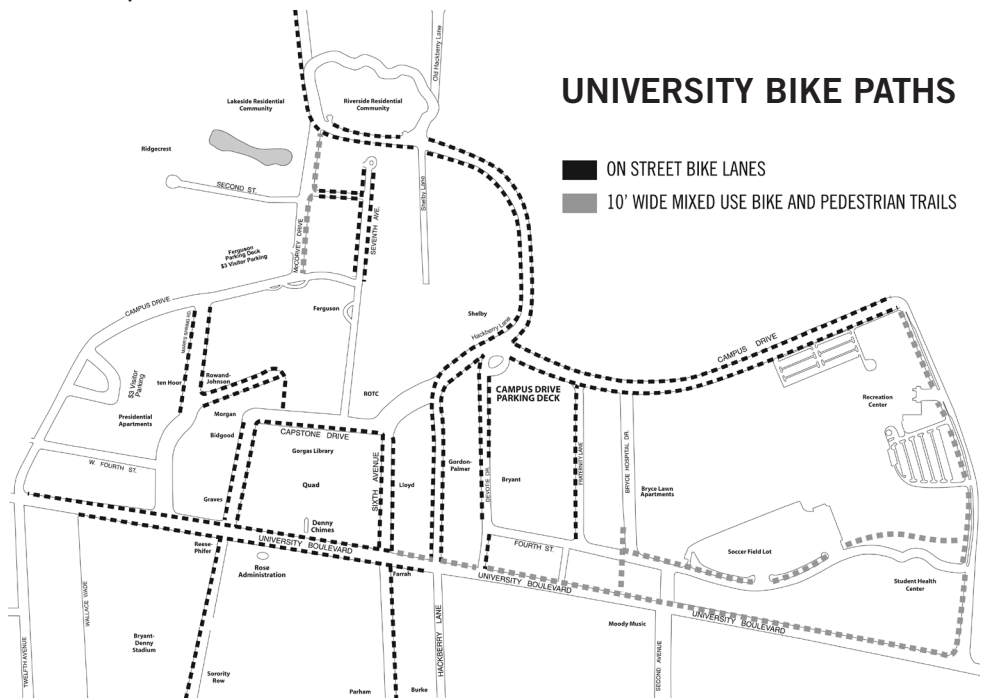 UNIVERSITY BIKE PATHS
ON STREET BIKE LANES
10' WIDE MIXED USE BIKE AND PEDESTRIAN TRAILS
Old Hackberry Lane
Lakeside Residential
Community
Riverside Residential
Community
Ridgecrest
SECOND ST.
Shelby Lane
SEVENTH AVE.
McCORVEY DRIVE
Ferguson
Parking Deck
$3 Visitor Parking
CAMPUS DRIVE
Ferguson
Shelby
Hackberry Lane
CAMPUS DRIVE
$3 Visitor
Parking
ten Hoor
Rowand-
Johnson
ROTC
CAMPUS DRIVE
PARKING DECK
Recreation
Center
Presidential
Apartments
Morgan
Bidgood
CAPSTONE DRIVE
Gorgas Library
W. FOURTH ST.
Quad
SIXTH AVENUE
Lloyd
Gordon-
Palmer
DEVOTIE DR.
Bryant
FRATERNITY LANE
BRYCE HOSPITAL DR.
Bryce Lawn
Apartments
Graves
Denny
Chimes
Reese-
Phifer
UNIVERSITY BOULEVARD
Rose
Administration
Farrah
FOURTH ST.
Soccer Field Lot
UNIVERSITY BOULEVARD
Student Health
Center
WALLACE WADE
UNIVERSITY BOULEVARD
Moody Music
TWELFTH AVENUE
Bryant-
Denny
Stadium
HACKBERRY LANE
SECOND AVENUE
Sorority
Row
Parham
Burke